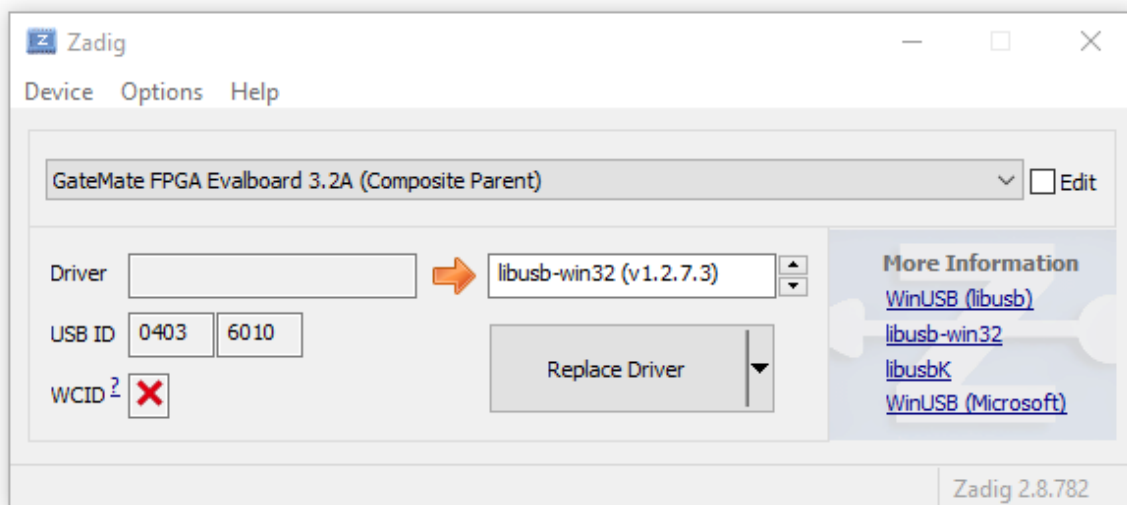 Zadig
Device Options Help
GateMate FPGA Evalboard 3.2A (Composite Parent)
Edit
Driver
libusb-win32 (v1.2.7.3)
USB ID 0403 6010
WCID ?
Replace Driver
More Information
WinUSB (libusb)
libusb-win32
libusbK
WinUSB (Microsoft)
Zadig 2.8.782